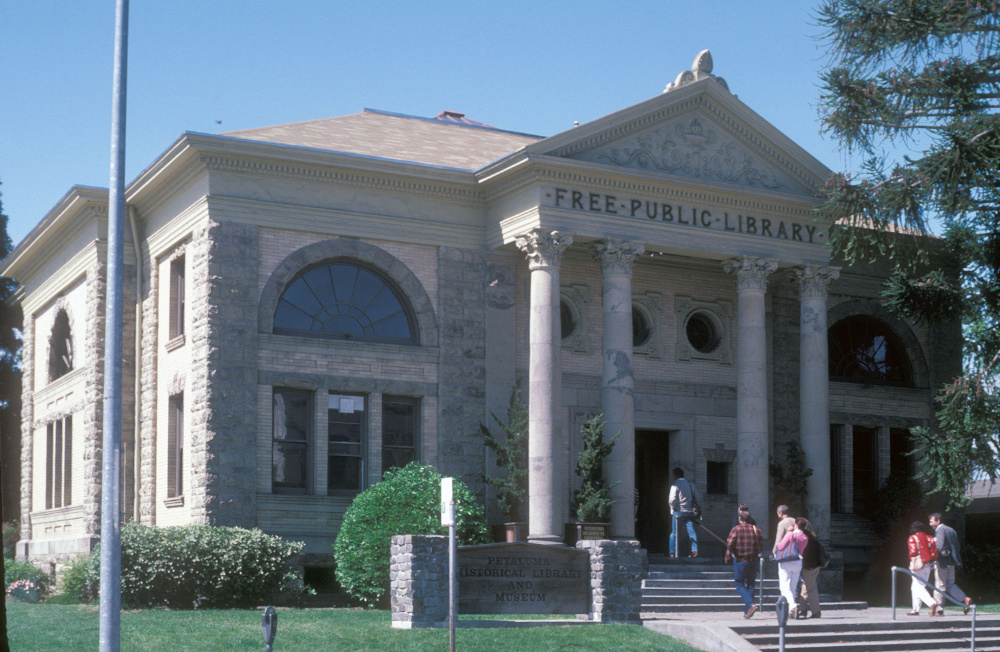 FREE·PUBLIC·LIBRARY
PETALUMA
HISTORICAL LIBRARY
AND
MUSEUM